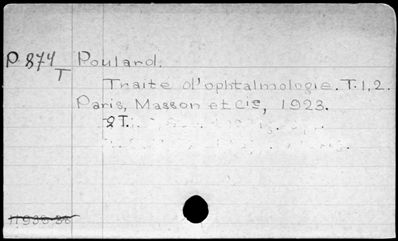 P 874 Poulard.
T
Traite d'ophtalmologie. T.1,2.
Paris, Masson et Cie, 1923.
2 T.